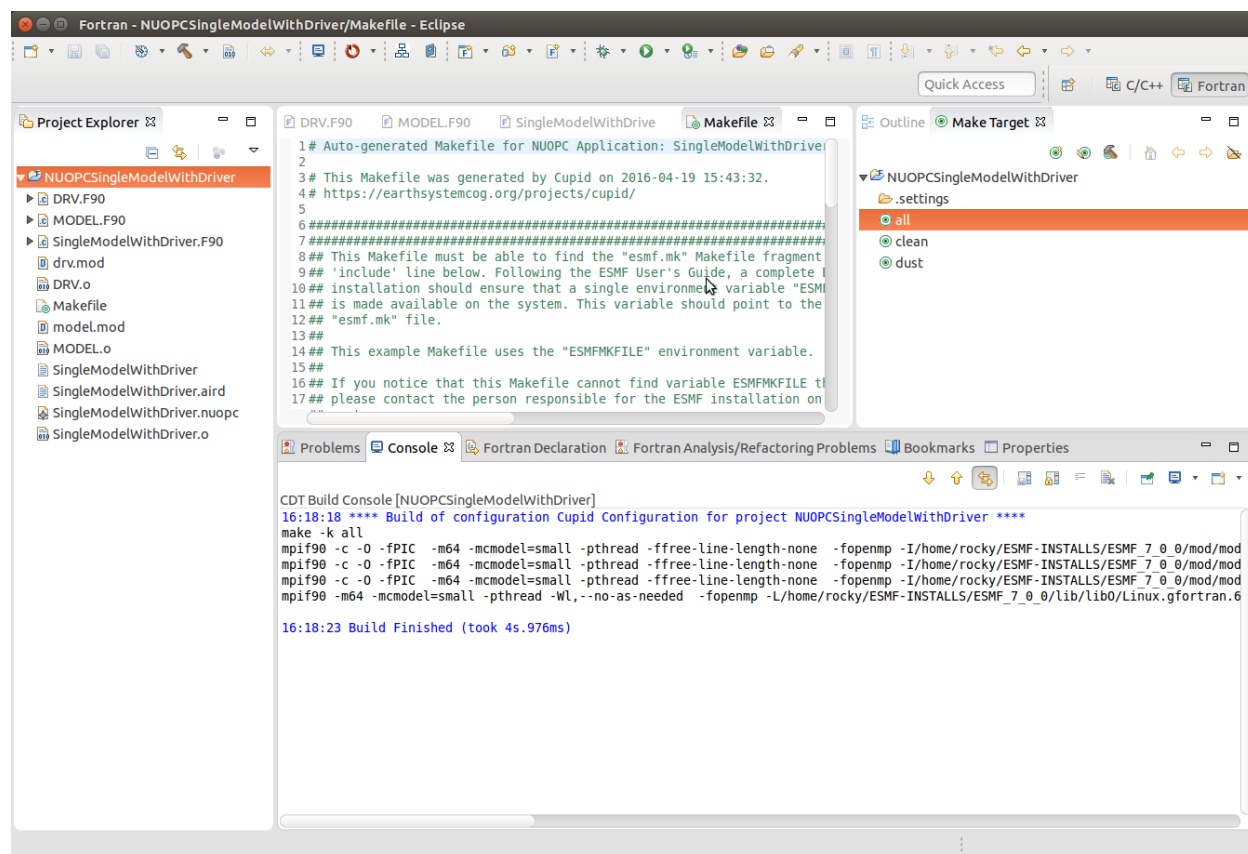 Fortran - NUOPCSingleModelWithDriver/Makefile - Eclipse
Quick Access
C/C++
Fortran
Project Explorer
NUOPCSingleModelWithDriver
DRV.F90
MODEL.F90
SingleModelWithDriver.F90
drv.mod
DRV.o
Makefile
model.mod
MODEL.o
SingleModelWithDriver
SingleModelWithDriver.aird
SingleModelWithDriver.nuopc
SingleModelWithDriver.o
DRV.F90
MODEL.F90
SingleModelWithDrive
Makefile
1 # Auto-generated Makefile for NUOPC Application: SingleModelWithDriver
2
3 # This Makefile was generated by Cupid on 2016-04-19 15:43:32.
4 # https://earthsystemcog.org/projects/cupid/
5
6 ######################################################################
7 ######################################################################
8 ## This Makefile must be able to find the "esmf.mk" Makefile fragment
9 ## 'include' line below. Following the ESMF User's Guide, a complete
10 ## installation should ensure that a single environment variable "ESM
11 ## is made available on the system. This variable should point to the
12 ## "esmf.mk" file.
13 ##
14 ## This example Makefile uses the "ESMFMKFILE" environment variable.
15 ##
16 ## If you notice that this Makefile cannot find variable ESMFMKFILE t
17 ## please contact the person responsible for the ESMF installation on
Outline
Make Target
NUOPCSingleModelWithDriver
.settings
all
clean
dust
Problems
Console
Fortran Declaration
Fortran Analysis/Refactoring Problems
Bookmarks
Properties
CDT Build Console [NUOPCSingleModelWithDriver]
16:18:18 **** Build of configuration Cupid Configuration for project NUOPCSingleModelWithDriver ****
make -k all
mpif90 -c -O -fPIC  -m64 -mcmodel=small -pthread -ffree-line-length-none  -fopenmp -I/home/rocky/ESMF-INSTALLS/ESMF_7_0_0/mod/mod
mpif90 -c -O -fPIC  -m64 -mcmodel=small -pthread -ffree-line-length-none  -fopenmp -I/home/rocky/ESMF-INSTALLS/ESMF_7_0_0/mod/mod
mpif90 -c -O -fPIC  -m64 -mcmodel=small -pthread -ffree-line-length-none  -fopenmp -I/home/rocky/ESMF-INSTALLS/ESMF_7_0_0/mod/mod
mpif90 -m64 -mcmodel=small -pthread -Wl,--no-as-needed  -fopenmp -L/home/rocky/ESMF-INSTALLS/ESMF_7_0_0/lib/libO/Linux.gfortran.6
16:18:23 Build Finished (took 4s.976ms)